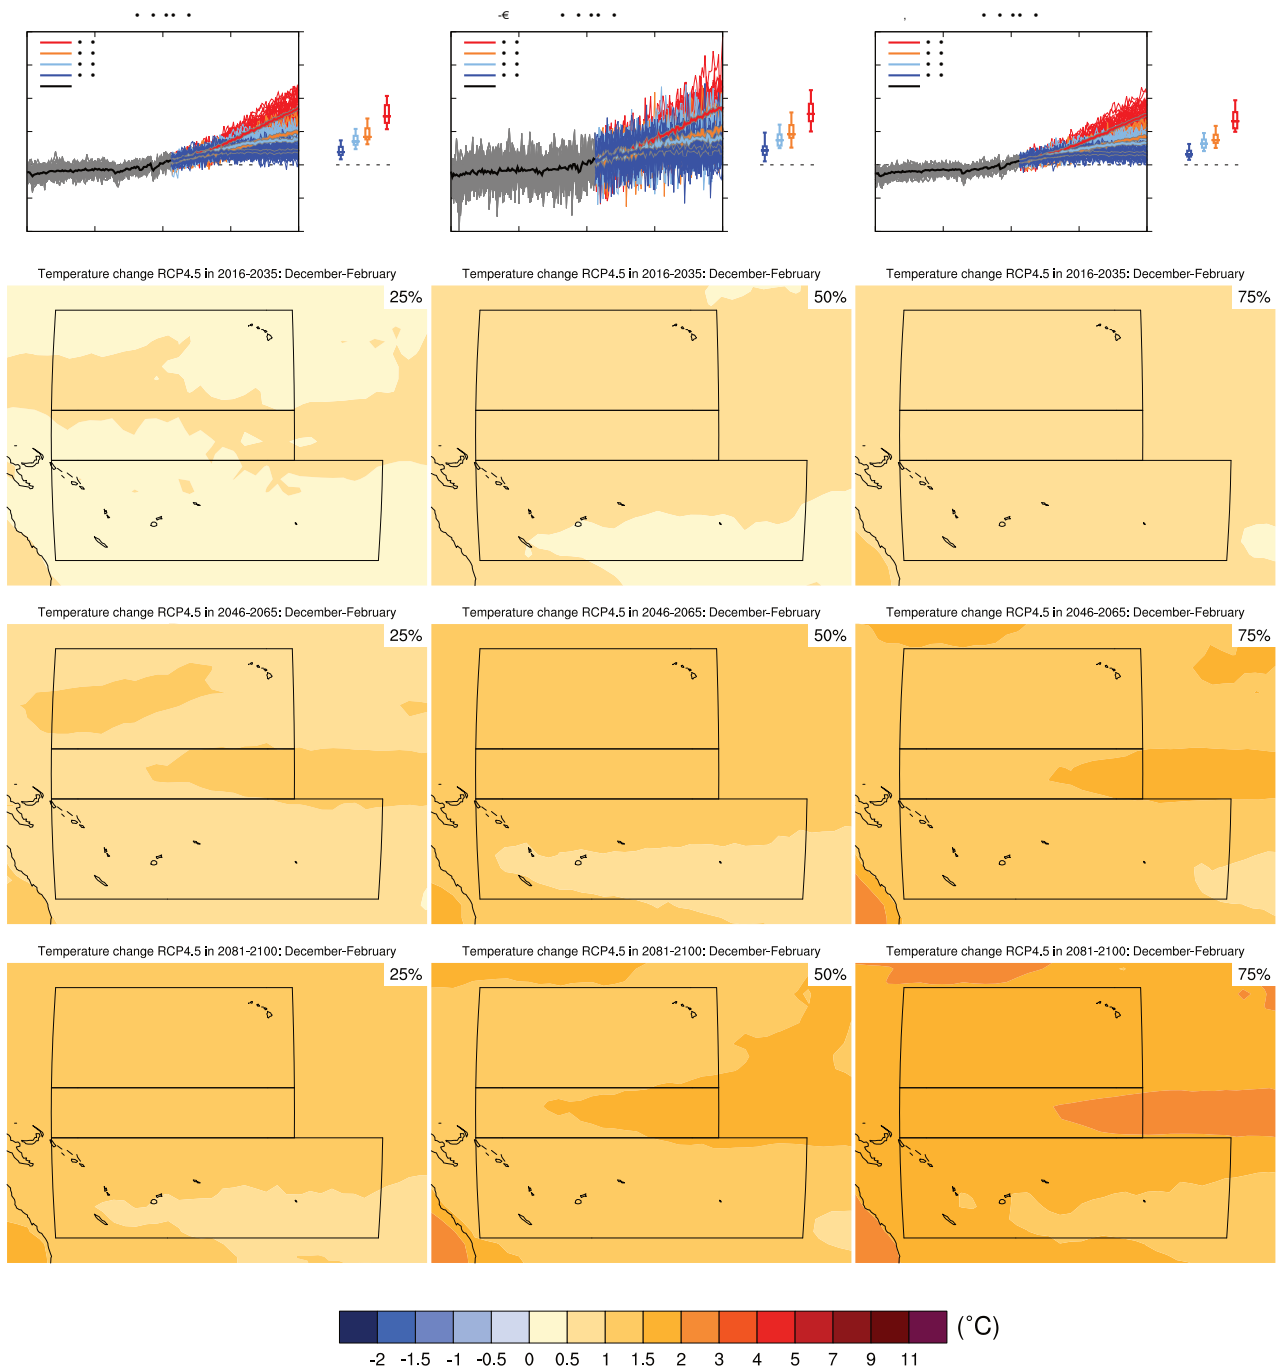 Temperature change RCP4.5 in 2016-2035: December-February
25%
Temperature change RCP4.5 in 2016-2035: December-February
50%
Temperature change RCP4.5 in 2016-2035: December-February
75%
Temperature change RCP4.5 in 2046-2065: December-February
25%
Temperature change RCP4.5 in 2046-2065: December-February
50%
Temperature change RCP4.5 in 2046-2065: December-February
75%
Temperature change RCP4.5 in 2081-2100: December-February
25%
Temperature change RCP4.5 in 2081-2100: December-February
50%
Temperature change RCP4.5 in 2081-2100: December-February
75%
(°C)
-2 -1.5 -1 -0.5 0 0.5 1 1.5 2 3 4 5 7 9 11